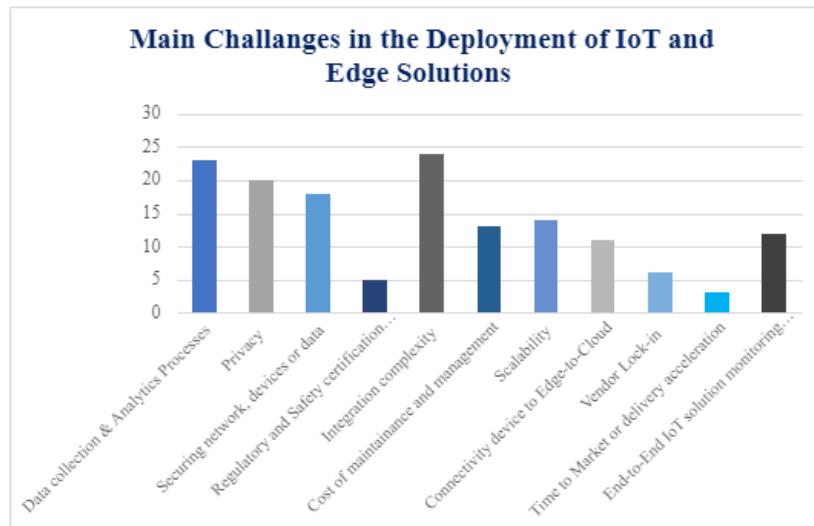 Main Challanges in the Deployment of IoT and
Edge Solutions
30
25
20
15
10
5
0
Data collection & Analytics Processes
Privacy
Securing network, devices or data
Regulatory and Safety certification...
Integration complexity
Cost of maintainance and management
Scalability
Connectivity device to Edge-to-Cloud
Vendor Lock-in
Time to Market or delivery acceleration
End-to-End IoT solution monitoring...